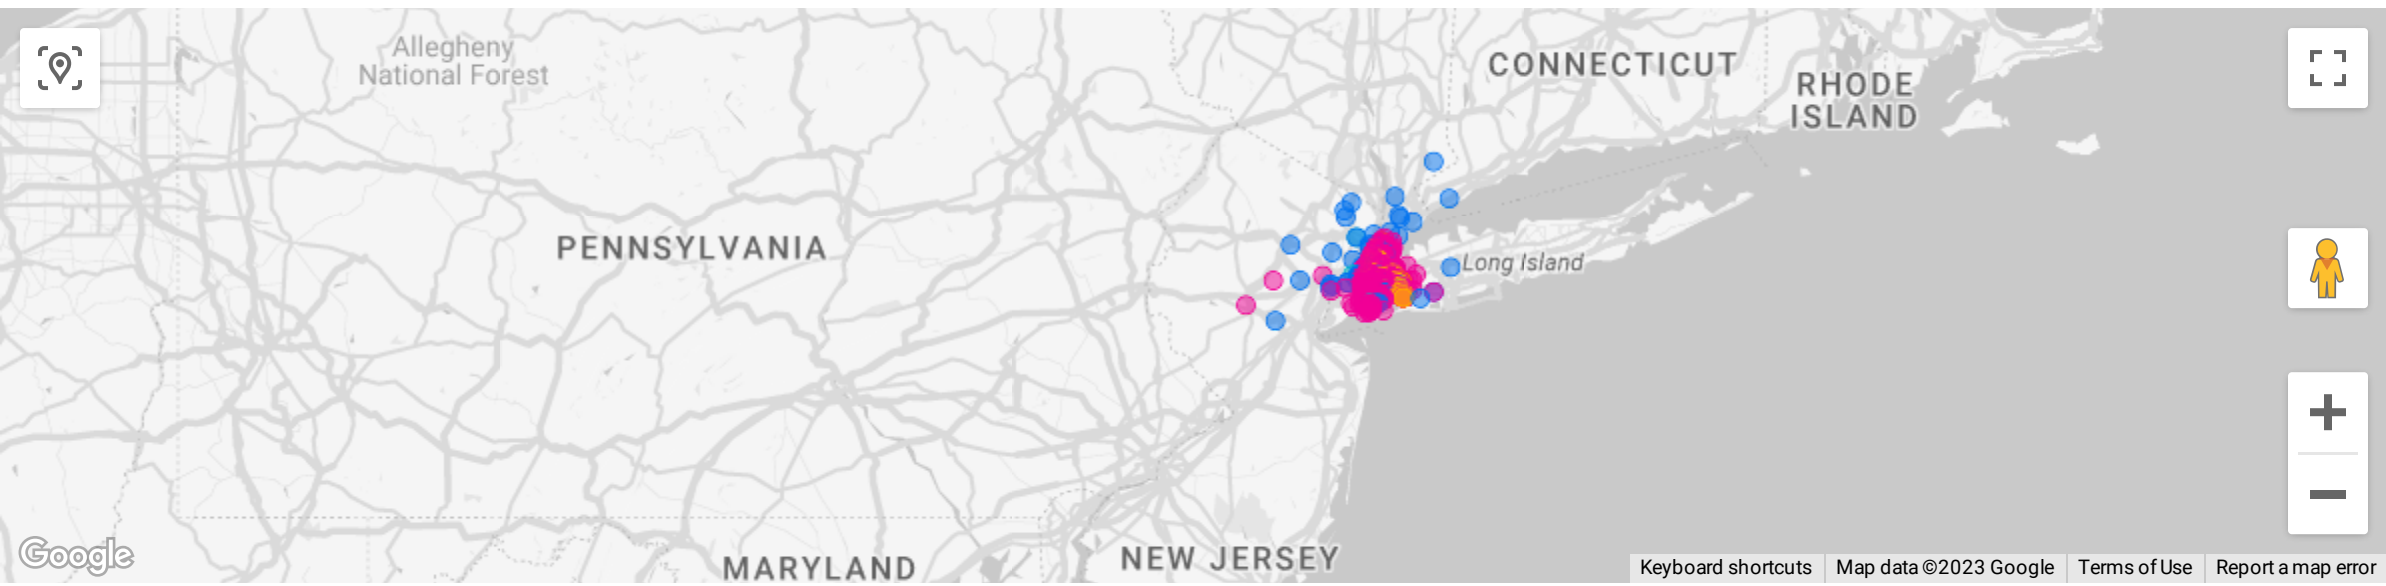 Allegheny
National Forest
CONNECTICUT
RHODE
ISLAND
PENNSYLVANIA
Long Island
Google
MARYLAND
NEW JERSEY
Keyboard shortcuts
Map data ©2023 Google
Terms of Use
Report a map error